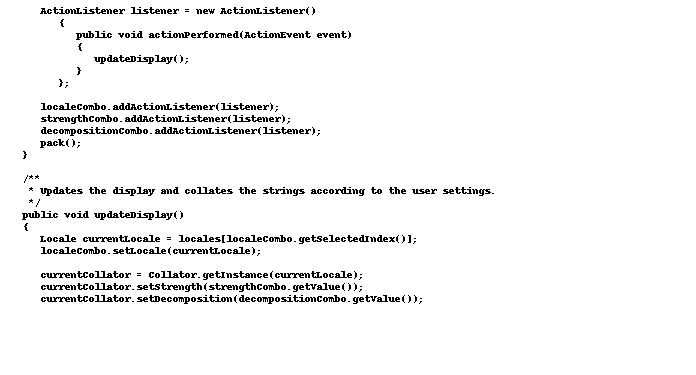 ActionListener listener = new ActionListener()
{
public void actionPerformed(ActionEvent event)
{
updateDisplay();
}
};
localeCombo.addActionListener(listener);
strengthCombo.addActionListener(listener);
decompositionCombo.addActionListener(listener);
pack();
}
/**
* Updates the display and collates the strings according to the user settings.
*/
public void updateDisplay()
{
Locale currentLocale = locales[localeCombo.getSelectedIndex()];
localeCombo.setLocale(currentLocale);
currentCollator = Collator.getInstance(currentLocale);
currentCollator.setStrength(strengthCombo.getValue());
currentCollator.setDecomposition(decompositionCombo.getValue());